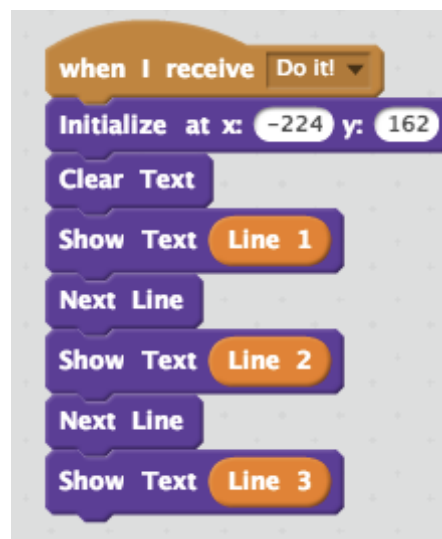 when I receive Do it!
Initialize at x: -224 y: 162
Clear Text
Show Text Line 1
Next Line
Show Text Line 2
Next Line
Show Text Line 3